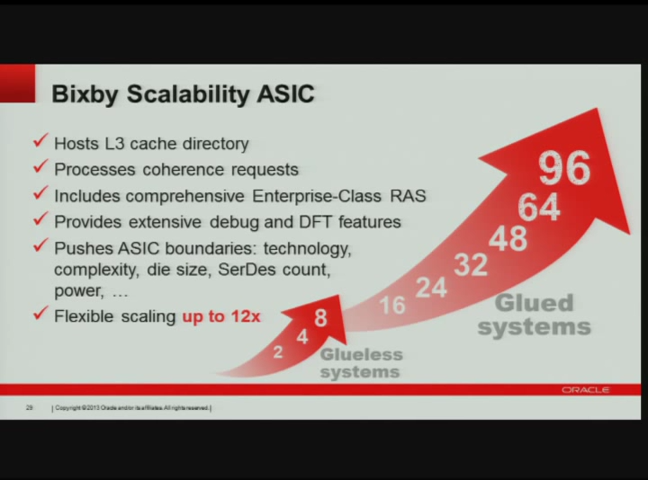 Bixby Scalability ASIC
Hosts L3 cache directory
Processes coherence requests
Includes comprehensive Enterprise-Class RAS
Provides extensive debug and DFT features
Pushes ASIC boundaries: technology,
complexity, die size, SerDes count,
power, …
Flexible scaling up to 12x
2
4
8
Glueless
systems
16
24
32
48
64
96
Glued
systems
ORACLE
29
Copyright © 2013 Oracle and/or its affiliates. All rights reserved.